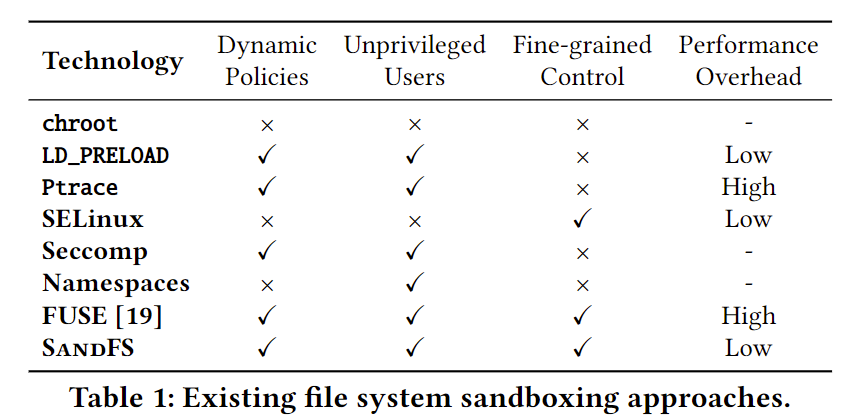 Technology Dynamic Policies Unprivileged Users Fine-grained Control Performance Overhead
chroot × × × -
LD_PRELOAD ✓ ✓ × Low
Ptrace ✓ ✓ × High
SELinux × × ✓ Low
Seccomp ✓ ✓ × -
Namespaces × ✓ × -
FUSE [19] ✓ ✓ ✓ High
SANDFS ✓ ✓ ✓ Low
Table 1: Existing file system sandboxing approaches.